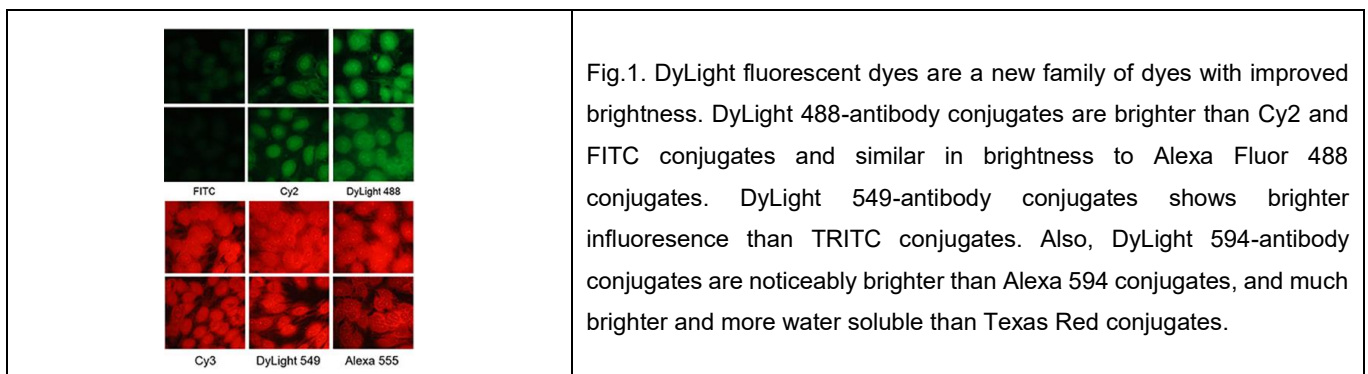 FITC Cy2 DyLight 488
Cy3 DyLight 549 Alexa 555
Fig.1. DyLight fluorescent dyes are a new family of dyes with improved
brightness. DyLight 488-antibody conjugates are brighter than Cy2 and
FITC conjugates and similar in brightness to Alexa Fluor 488
conjugates. DyLight 549-antibody conjugates shows brighter
influoresence than TRITC conjugates. Also, DyLight 594-antibody
conjugates are noticeably brighter than Alexa 594 conjugates, and much
brighter and more water soluble than Texas Red conjugates.